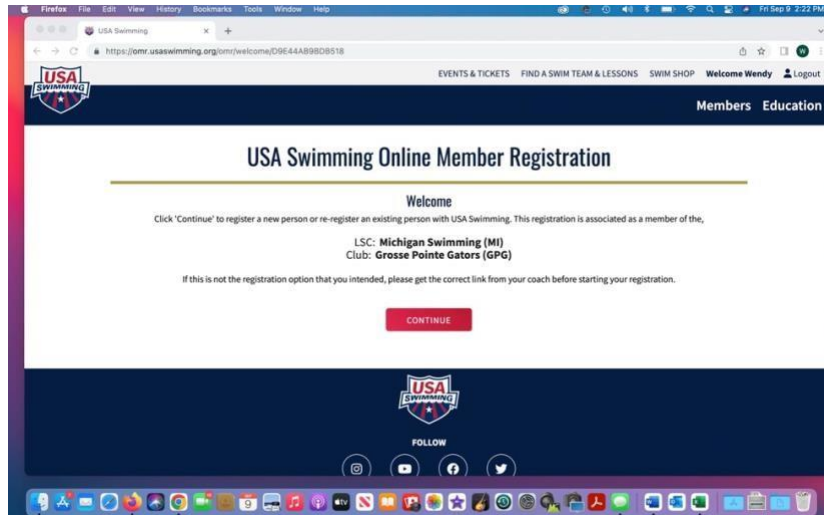 Firefox File Edit View History Bookmarks Tools Window Help Fri Sep 9 2:22 PM
USA Swimming
https://omr.usaswimming.org/omr/welcome/D9E44AB9BDB518
USA
SWIMMING
EVENTS & TICKETS FIND A SWIM TEAM & LESSONS SWIM SHOP Welcome Wendy Logout
Members Education
USA Swimming Online Member Registration
Welcome
Click 'Continue' to register a new person or re-register an existing person with USA Swimming. This registration is associated as a member of the,
LSC: Michigan Swimming (MI)
Club: Grosse Pointe Gators (GPG)
If this is not the registration option that you intended, please get the correct link from your coach before starting your registration.
CONTINUE
USA
SWIMMING
FOLLOW